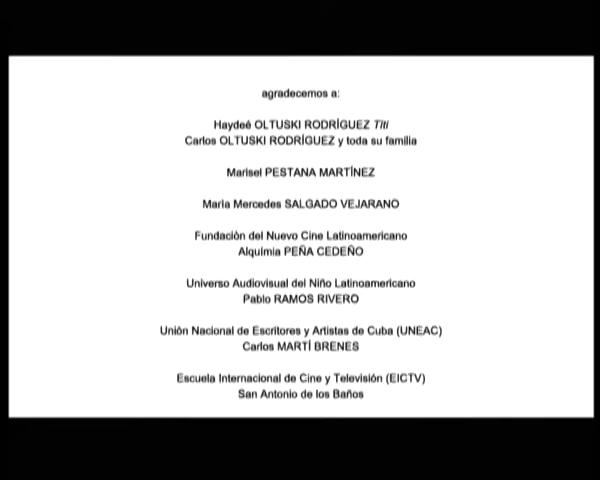 agradecemos a:
Haydeé OLTUSKI RODRÍGUEZ Titi
Carlos OLTUSKI RODRÍGUEZ y toda su familia
Marisel PESTANA MARTÍNEZ
Maria Mercedes SALGADO VEJARANO
Fundación del Nuevo Cine Latinoamericano
Alquimia PEÑA CEDEÑO
Universo Audiovisual del Niño Latinoamericano
Pablo RAMOS RIVERO
Unión Nacional de Escritores y Artistas de Cuba (UNEAC)
Carlos MARTÍ BRENES
Escuela Internacional de Cine y Televisión (EICTV)
San Antonio de los Baños